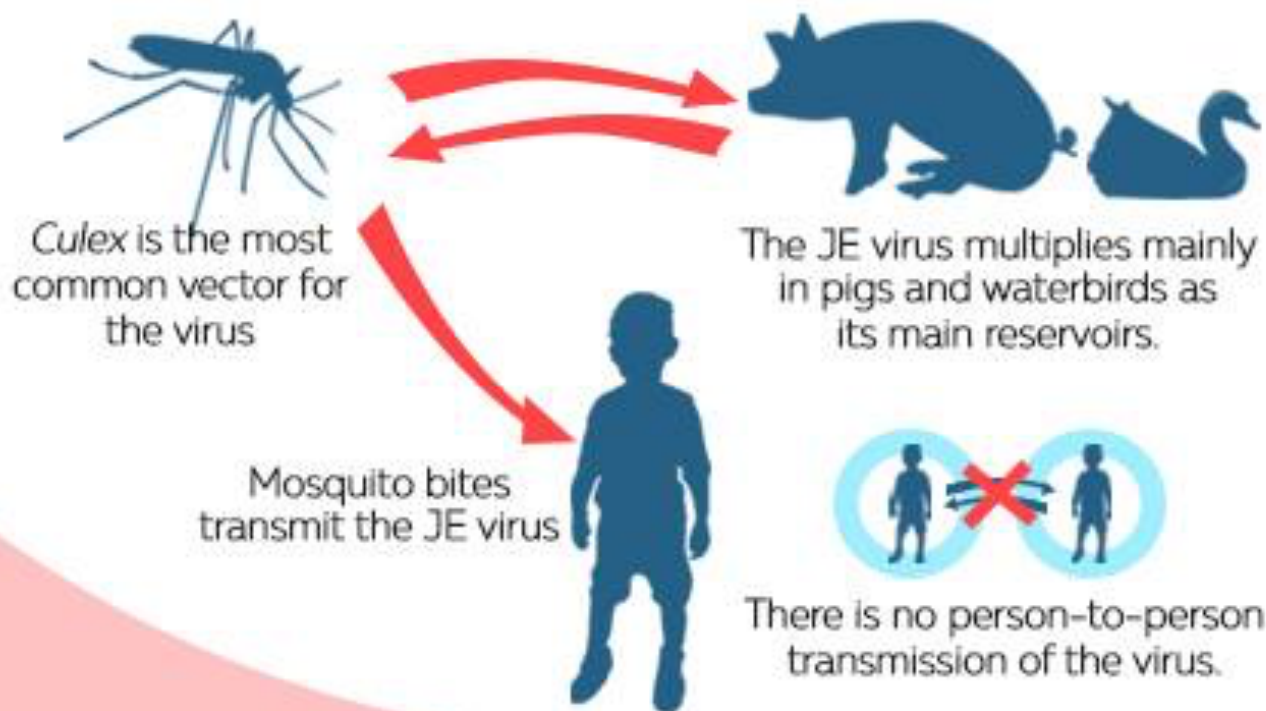 Culex is the most
common vector for
the virus
The JE virus multiplies mainly
in pigs and waterbirds as
its main reservoirs.
Mosquito bites
transmit the JE virus
There is no person-to-person
transmission of the virus.